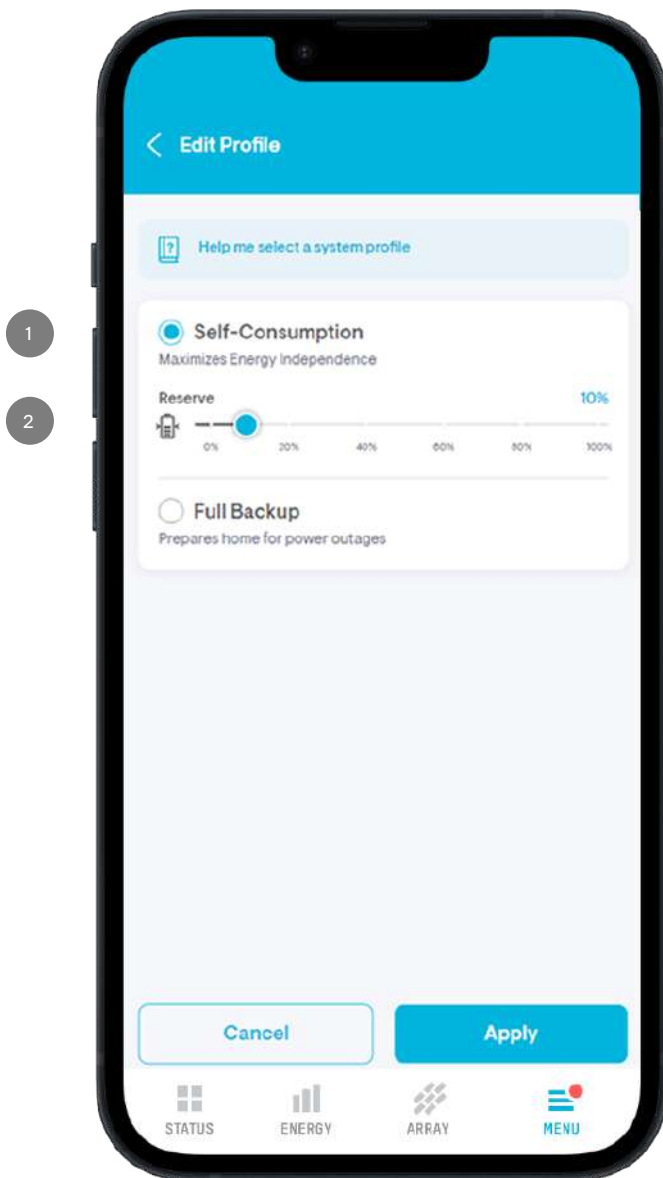 Edit Profile
Help me select a system profile
1
Self-Consumption
Maximizes Energy Independence
2
Reserve
10%
0% 20% 40% 60% 80% 100%
Full Backup
Prepares home for power outages
Cancel
Apply
STATUS
ENERGY
ARRAY
MENU